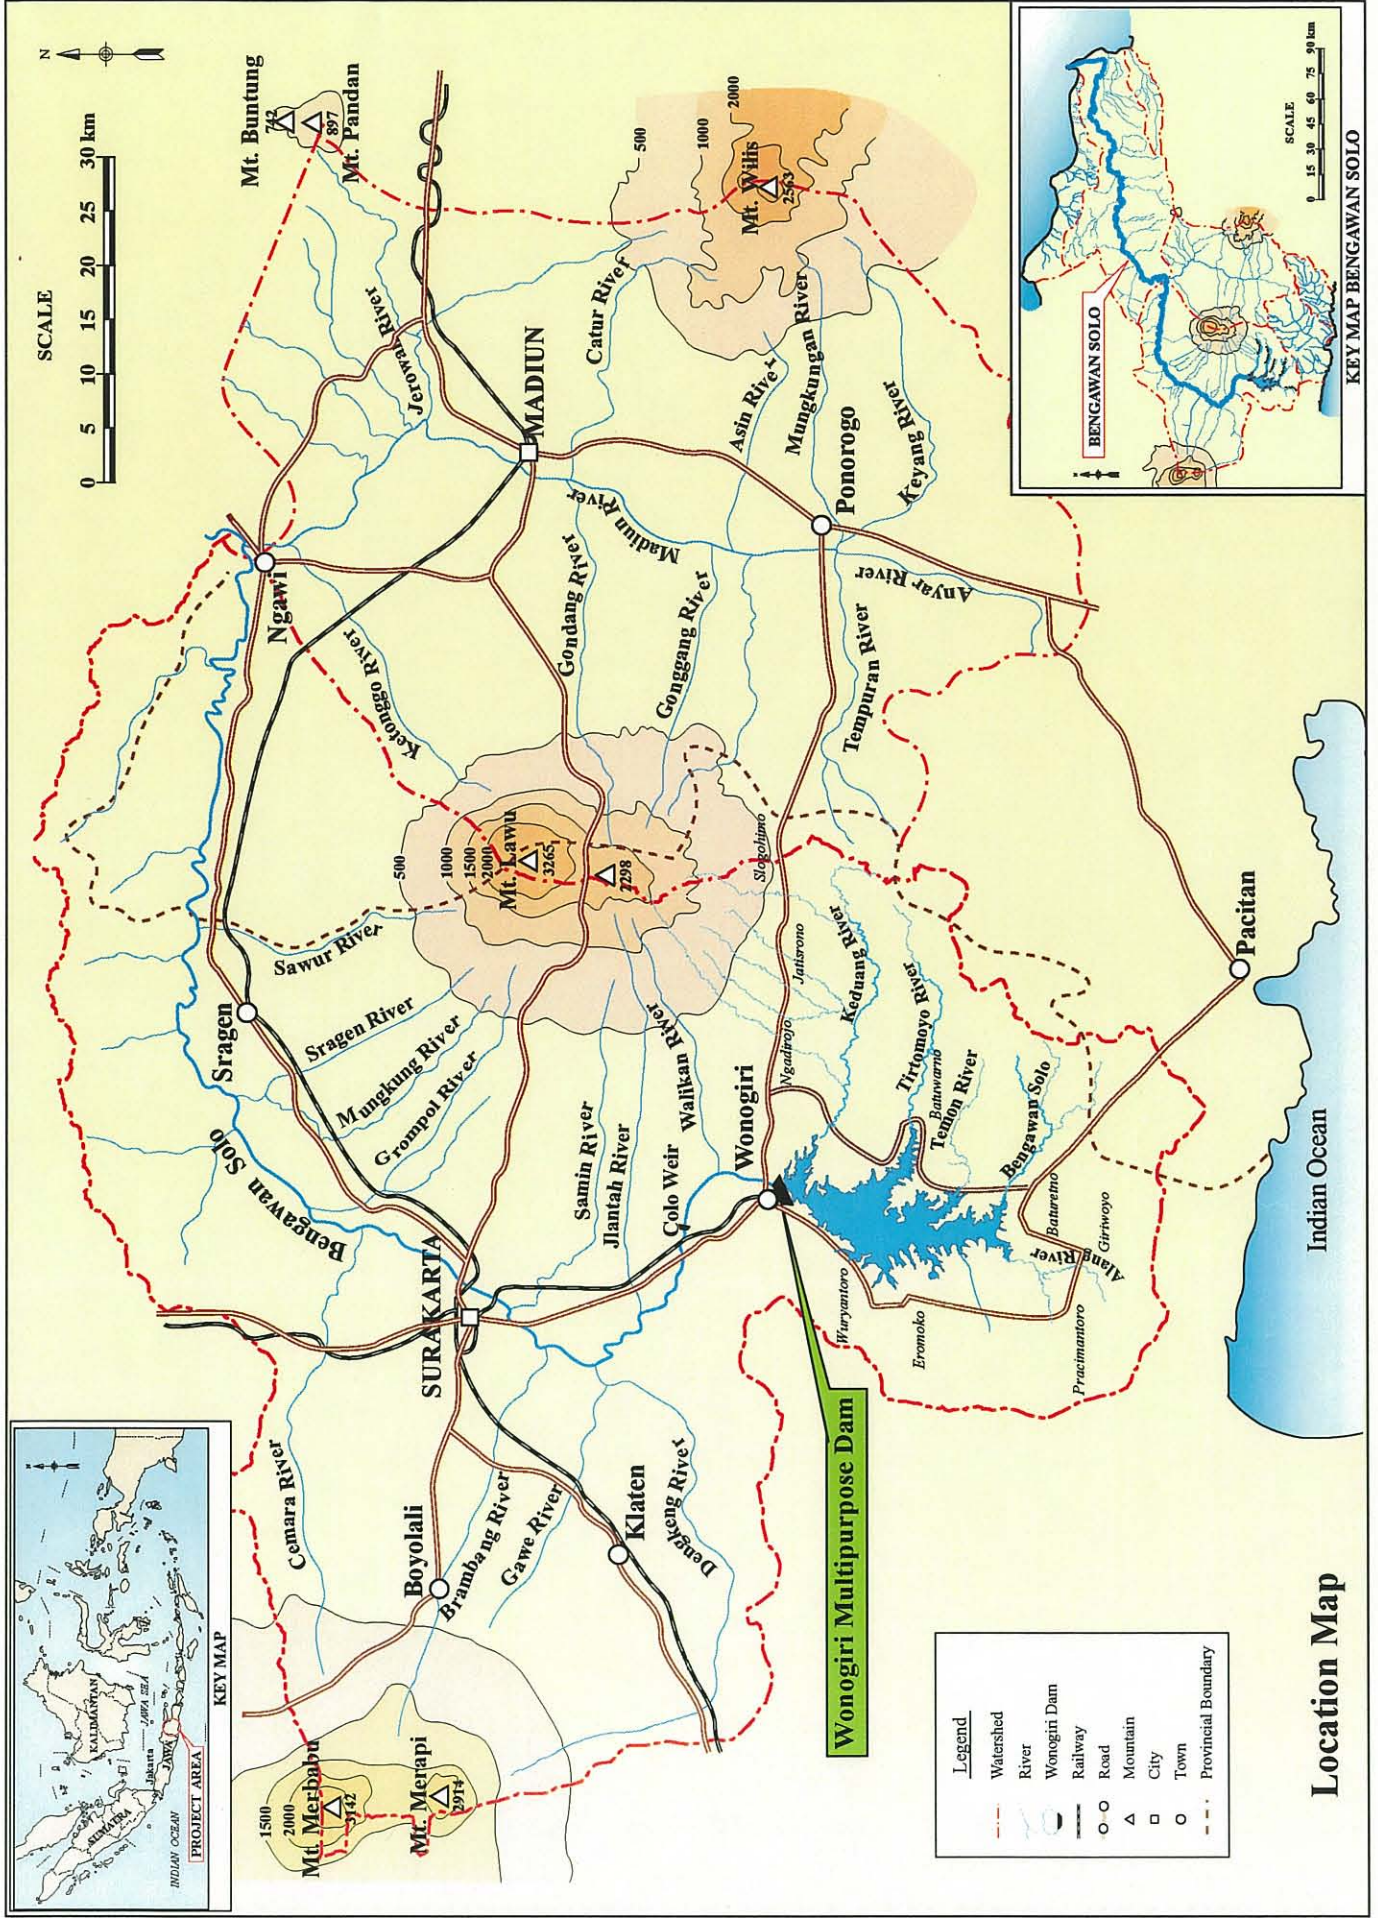 Location Map
KEY MAP
KALIMANTAN
SUMATRA
JAWA SEA
Jakarta
JAWA
INDIAN OCEAN
PROJECT AREA
SCALE
0 5 10 15 20 25 30 km
N
Mt. Buntung
742
897
Mt. Pandan
Jerowan River
Ngawi
Ketonggo River
MADIUN
Catur River
Madiun River
Gondang River
Gonggang River
Asin River
Mungkungan River
Keyang River
Ponorogo
Anyar River
Tempuran River
500
1000
2000
Mt. Wilis
2563
500
1000
1500
2000
Mt. Lawu
3265
2298
Sawur River
Sragen
Sragen River
Mungkung River
Grompol River
Bengawan Solo
SURAKARTA
Samin River
Jlantah River
Walikan River
Colo Weir
Wonogiri
Slogohimo
Jatisrono
Ngadirojo
Keduang River
Tirtomoyo River
Batuwarno
Temon River
Bengawan Solo
Baturetno
Giriwoyo
Alang River
Wuryantoro
Eromoko
Pracimantoro
Pacitan
Indian Ocean
Cemara River
Boyolali
Brambang River
Gawe River
Klaten
Dengkeng River
1500
2000
Mt. Merbabu
3142
Mt. Merapi
2914
Wonogiri Multipurpose Dam
Legend
Watershed
River
Wonogiri Dam
Railway
Road
Mountain
City
Town
Provincial Boundary
BENGAWAN SOLO
SCALE
0 15 30 45 60 75 90 km
KEY MAP BENGAWAN SOLO